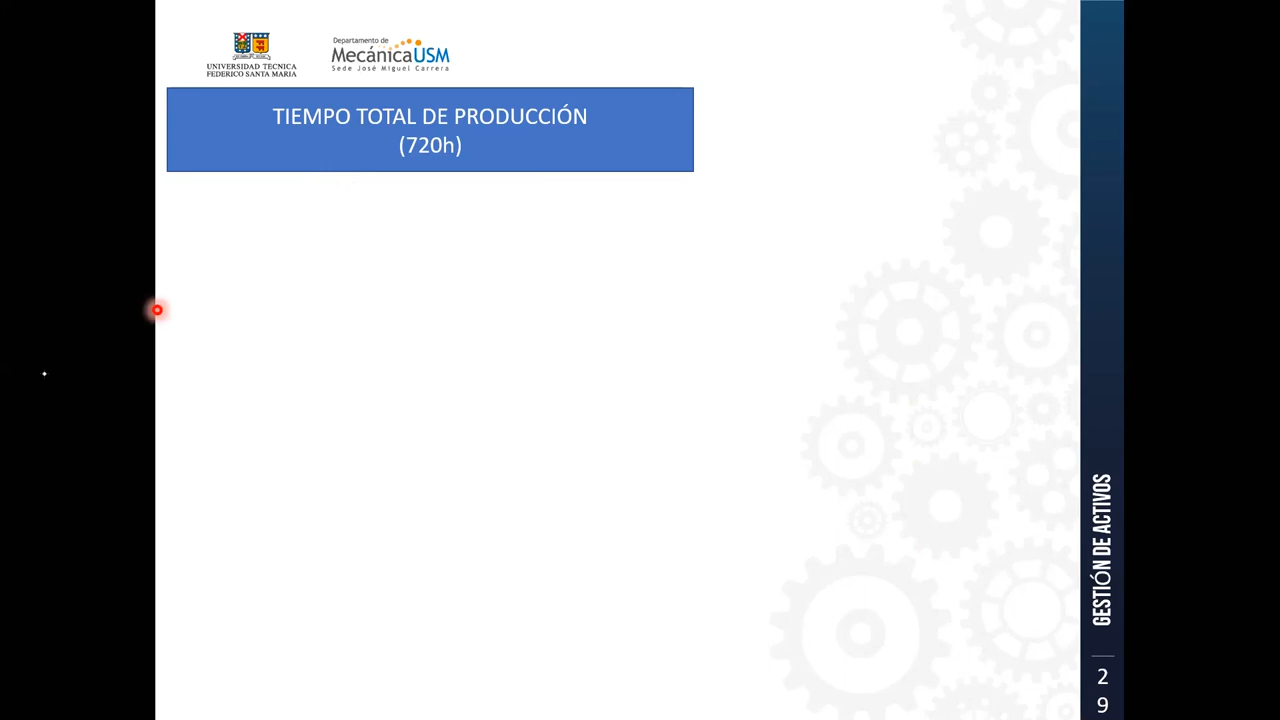 UNIVERSIDAD TECNICA
FEDERICO SANTA MARIA
Departamento de
MecánicaUSM
Sede José Miguel Carrera
TIEMPO TOTAL DE PRODUCCIÓN
(720h)
GESTIÓN DE ACTIVOS
2
9